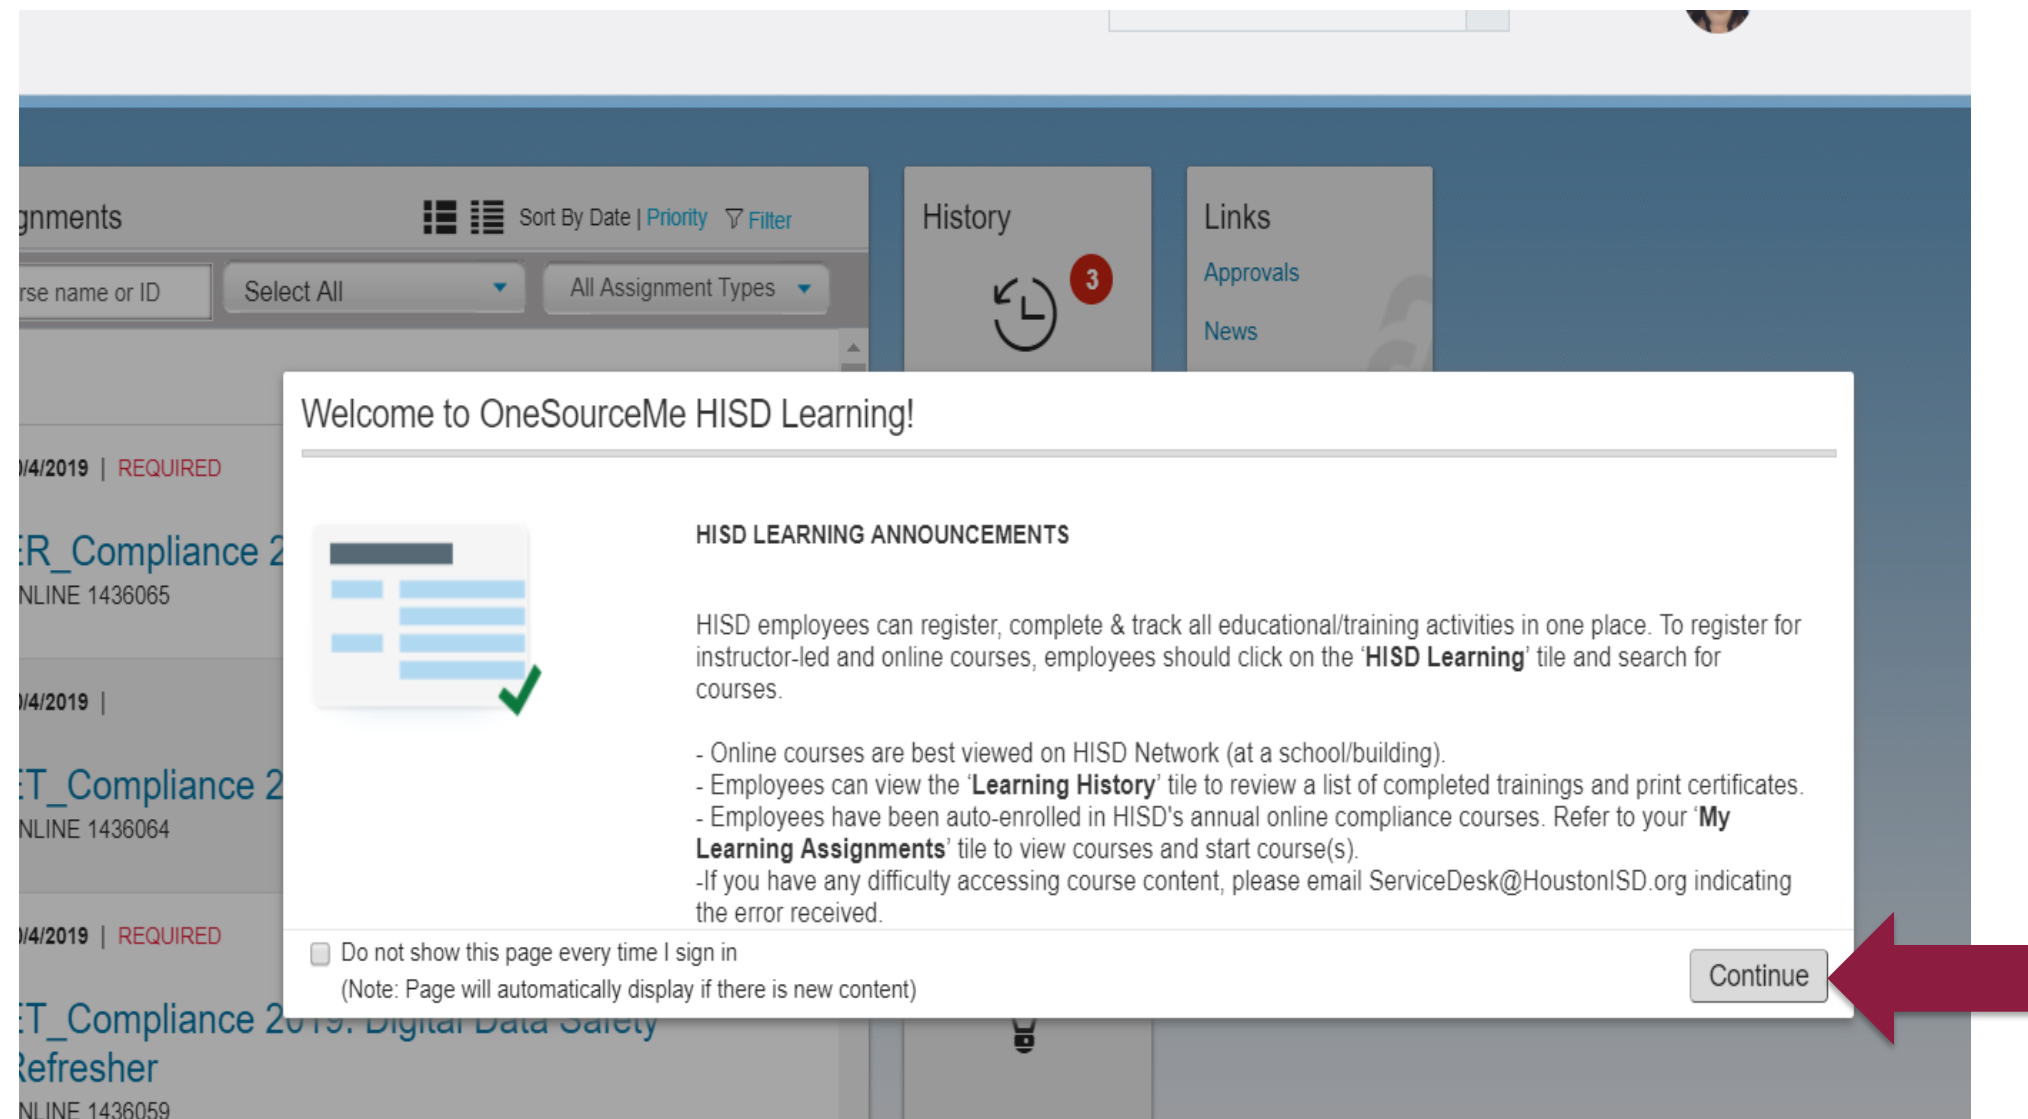 gnments
Sort By Date | Priority Filter
History
Links
rse name or ID
Select All
All Assignment Types
3
Approvals
News
Welcome to OneSourceMe HISD Learning!
/4/2019 | REQUIRED
HISD LEARNING ANNOUNCEMENTS
ER_Compliance 2
NLINE 1436065
HISD employees can register, complete & track all educational/training activities in one place. To register for
instructor-led and online courses, employees should click on the ‘HISD Learning’ tile and search for
courses.
/4/2019 |
- Online courses are best viewed on HISD Network (at a school/building).
- Employees can view the ‘Learning History’ tile to review a list of completed trainings and print certificates.
- Employees have been auto-enrolled in HISD's annual online compliance courses. Refer to your ‘My
Learning Assignments’ tile to view courses and start course(s).
-If you have any difficulty accessing course content, please email ServiceDesk@HoustonISD.org indicating
the error received.
ET_Compliance 2
NLINE 1436064
/4/2019 | REQUIRED
Do not show this page every time I sign in
(Note: Page will automatically display if there is new content)
Continue
ET_Compliance 2019: Digital Data Safety
Refresher
NLINE 1436059